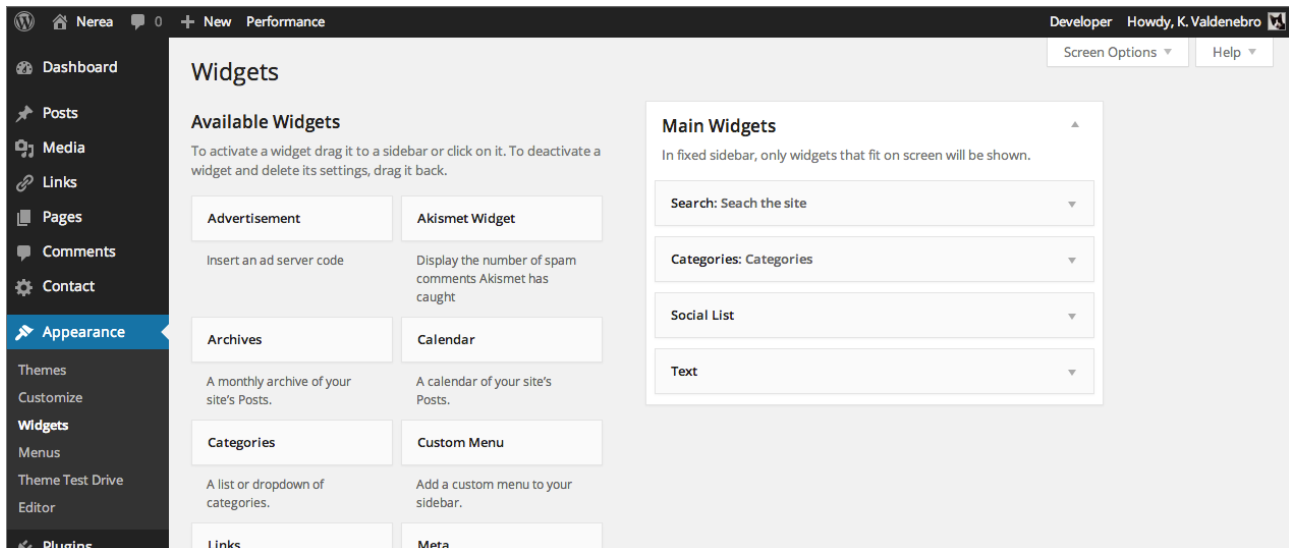 Nerea 0 New Performance Developer Howdy, K. Valdenebro
Screen Options Help
Dashboard
Posts
Media
Links
Pages
Comments
Contact
Appearance
Themes
Customize
Widgets
Menus
Theme Test Drive
Editor
Plugins
Widgets
Available Widgets
To activate a widget drag it to a sidebar or click on it. To deactivate a
widget and delete its settings, drag it back.
Advertisement
Insert an ad server code
Akismet Widget
Display the number of spam
comments Akismet has
caught
Archives
A monthly archive of your
site's Posts.
Calendar
A calendar of your site's
Posts.
Categories
A list or dropdown of
categories.
Custom Menu
Add a custom menu to your
sidebar.
Links
Meta
Main Widgets
In fixed sidebar, only widgets that fit on screen will be shown.
Search: Seach the site
Categories: Categories
Social List
Text